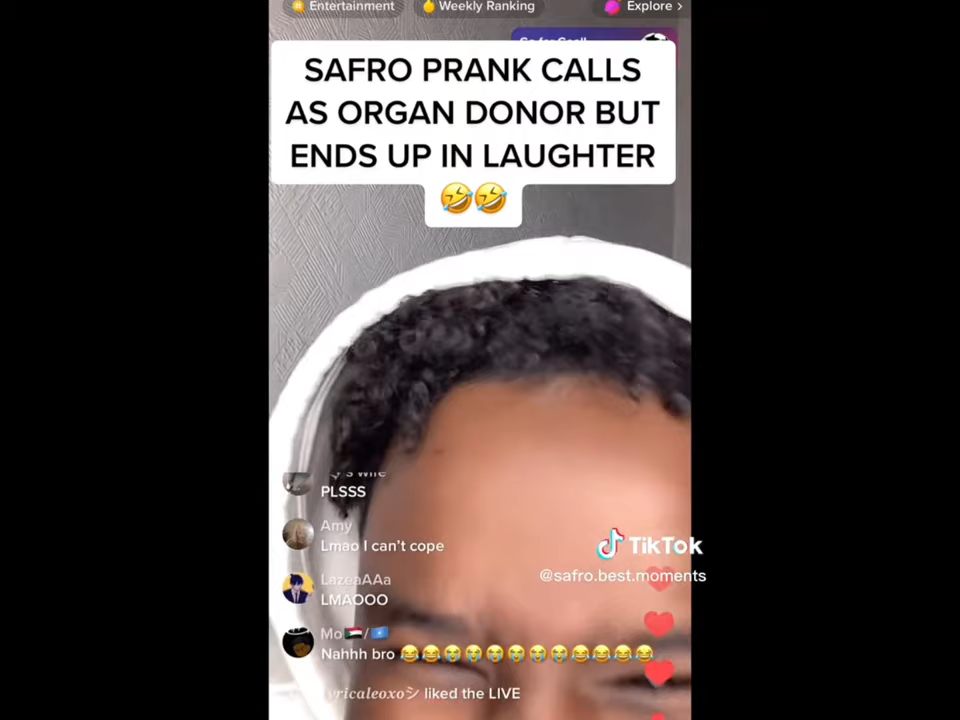 Entertainment
Weekly Ranking
Explore ›
SAFRO PRANK CALLS
AS ORGAN DONOR BUT
ENDS UP IN LAUGHTER
🤣🤣
PLSSS
Amy
Lmao I can't cope
LazeaAAa
LMAOOO
Mo🇸🇩/🇸🇴
Nahhh bro 😂😂😭😭😭😭😭😭😂😂😂😂
liked the LIVE
TikTok
@safro.best.moments